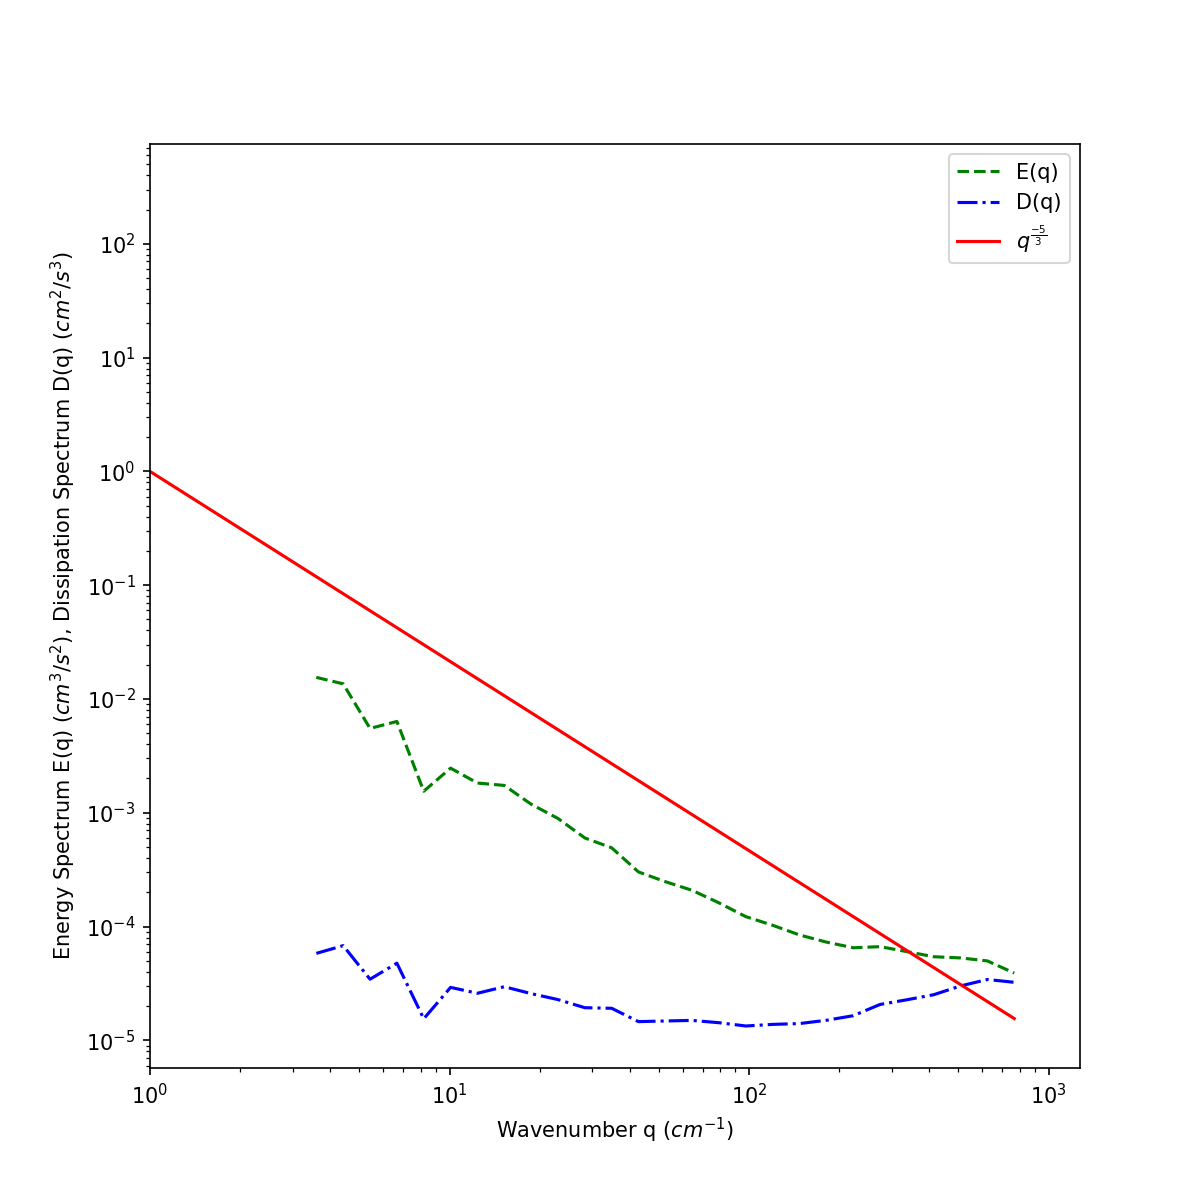 E(q)
D(q)
q^{\frac{-5}{3}}
10^2
10^1
10^0
10^{-1}
10^{-2}
10^{-3}
10^{-4}
10^{-5}
Energy Spectrum E(q) (cm^3/s^2), Dissipation Spectrum D(q) (cm^2/s^3)
10^0 10^1 10^2 10^3
Wavenumber q (cm^{-1})